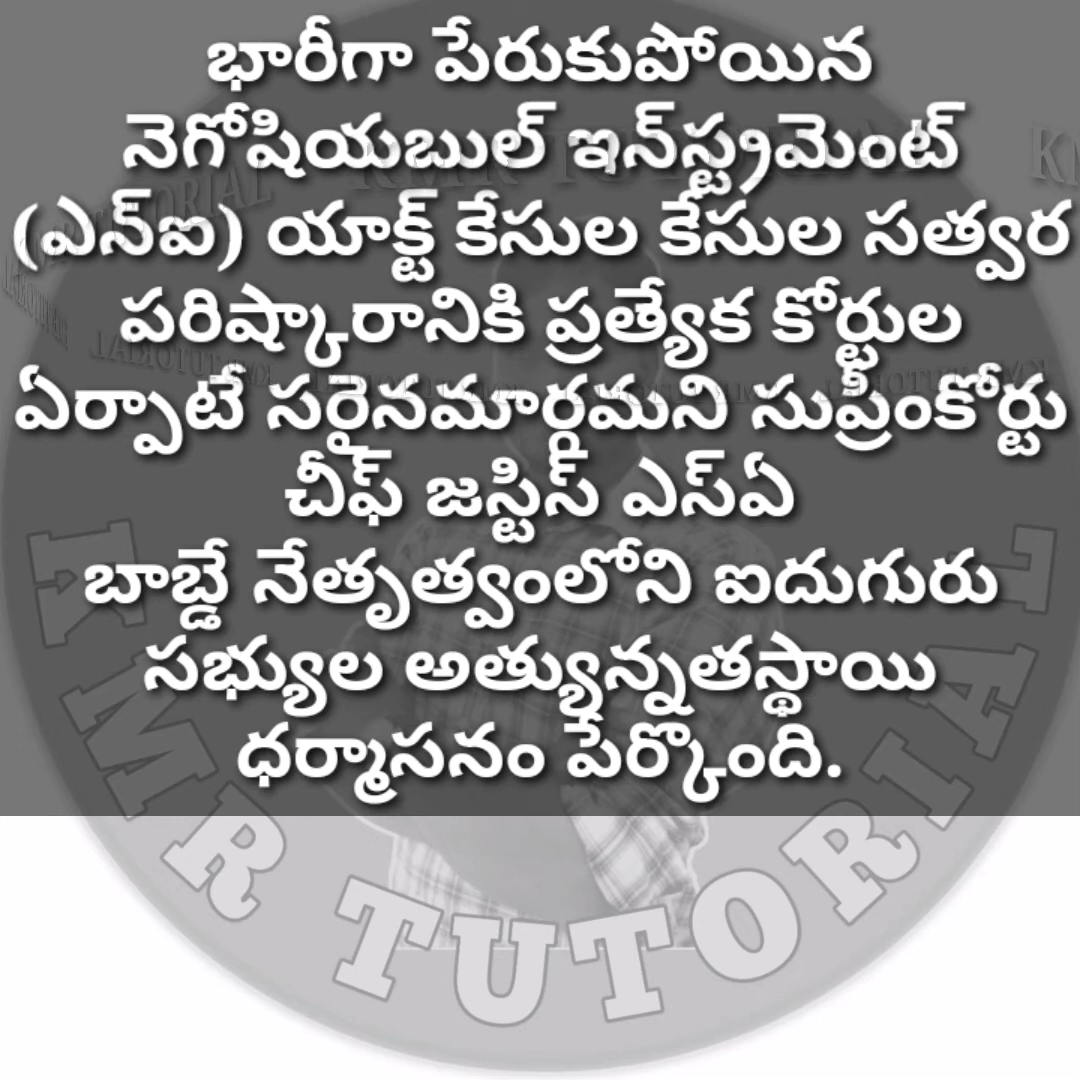 భారీగా పేరుకుపోయిన
నెగోషియబుల్ ఇన్‌స్ట్రమెంట్
(ఎన్ఐ) యాక్ట్ కేసుల కేసుల సత్వర
పరిష్కారానికి ప్రత్యేక కోర్టుల
ఏర్పాటే సరైనమార్గమని సుప్రీంకోర్టు
చీఫ్ జస్టిస్ ఎస్ఏ
బాబ్డే నేతృత్వంలోని ఐదుగురు
సభ్యుల అత్యున్నతస్థాయి
ధర్మాసనం పేర్కొంది.
KMR TUTORIAL